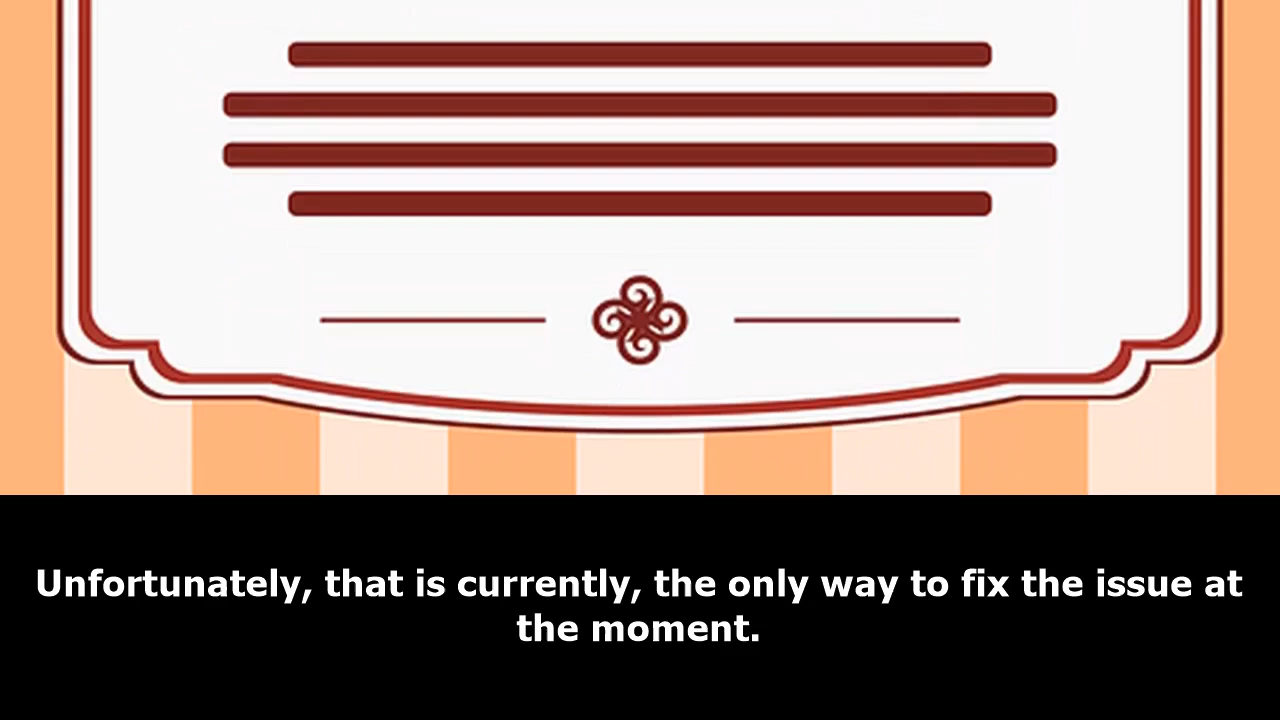 Unfortunately, that is currently, the only way to fix the issue at
the moment.